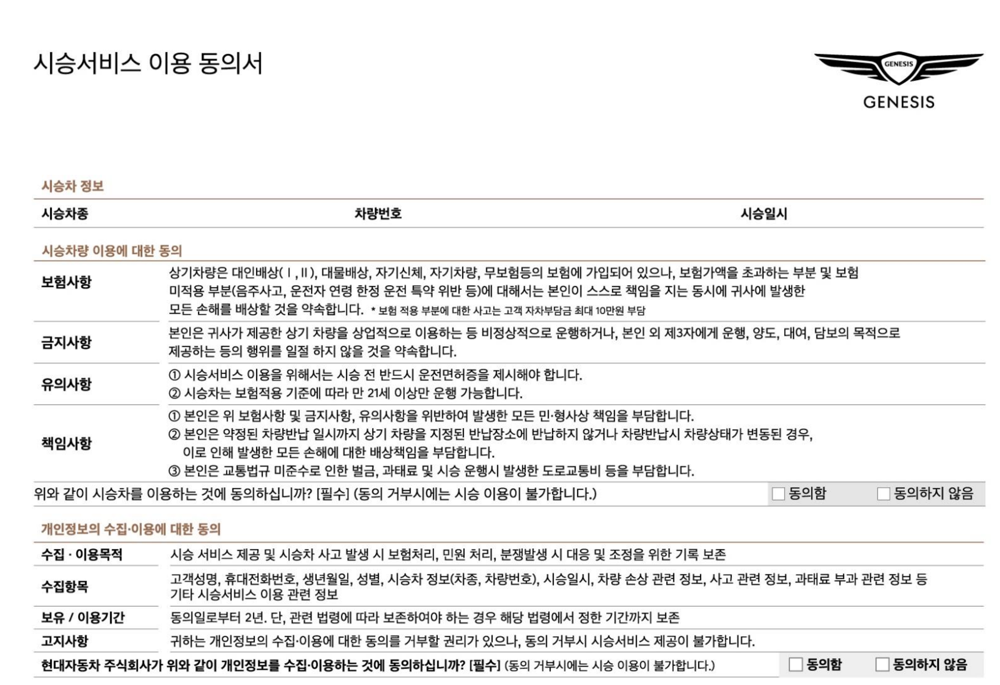 시승서비스 이용 동의서
GENESIS
GENESIS
시승차 정보
시승차종 차량번호 시승일시
시승차량 이용에 대한 동의
보험사항
상기차량은 대인배상(Ⅰ,Ⅱ), 대물배상, 자기신체, 자기차량, 무보험등의 보험에 가입되어 있으나, 보험가액을 초과하는 부분 및 보험
미적용 부분(음주사고, 운전자 연령 한정 운전 특약 위반 등)에 대해서는 본인이 스스로 책임을 지는 동시에 귀사에 발생한
모든 손해를 배상할 것을 약속합니다. * 보험 적용 부분에 대한 사고는 고객 자차부담금 최대 10만원 부담
금지사항
본인은 귀사가 제공한 상기 차량을 상업적으로 이용하는 등 비정상적으로 운행하거나, 본인 외 제3자에게 운행, 양도, 대여, 담보의 목적으로
제공하는 등의 행위를 일절 하지 않을 것을 약속합니다.
유의사항
① 시승서비스 이용을 위해서는 시승 전 반드시 운전면허증을 제시해야 합니다.
② 시승차는 보험적용 기준에 따라 만 21세 이상만 운행 가능합니다.
책임사항
① 본인은 위 보험사항 및 금지사항, 유의사항을 위반하여 발생한 모든 민·형사상 책임을 부담합니다.
② 본인은 약정된 차량반납 일시까지 상기 차량을 지정된 반납장소에 반납하지 않거나 차량반납시 차량상태가 변동된 경우,
이로 인해 발생한 모든 손해에 대한 배상책임을 부담합니다.
③ 본인은 교통법규 미준수로 인한 벌금, 과태료 및 시승 운행시 발생한 도로교통비 등을 부담합니다.
위와 같이 시승차를 이용하는 것에 동의하십니까? [필수] (동의 거부시에는 시승 이용이 불가합니다.) 동의함 동의하지 않음
개인정보의 수집·이용에 대한 동의
수집 · 이용목적 시승 서비스 제공 및 시승차 사고 발생 시 보험처리, 민원 처리, 분쟁발생 시 대응 및 조정을 위한 기록 보존
수집항목
고객성명, 휴대전화번호, 생년월일, 성별, 시승차 정보(차종, 차량번호), 시승일시, 차량 손상 관련 정보, 사고 관련 정보, 과태료 부과 관련 정보 등
기타 시승서비스 이용 관련 정보
보유 / 이용기간 동의일로부터 2년. 단, 관련 법령에 따라 보존하여야 하는 경우 해당 법령에서 정한 기간까지 보존
고지사항 귀하는 개인정보의 수집·이용에 대한 동의를 거부할 권리가 있으나, 동의 거부시 시승서비스 제공이 불가합니다.
현대자동차 주식회사가 위와 같이 개인정보를 수집·이용하는 것에 동의하십니까? [필수] (동의 거부시에는 시승 이용이 불가합니다.) 동의함 동의하지 않음